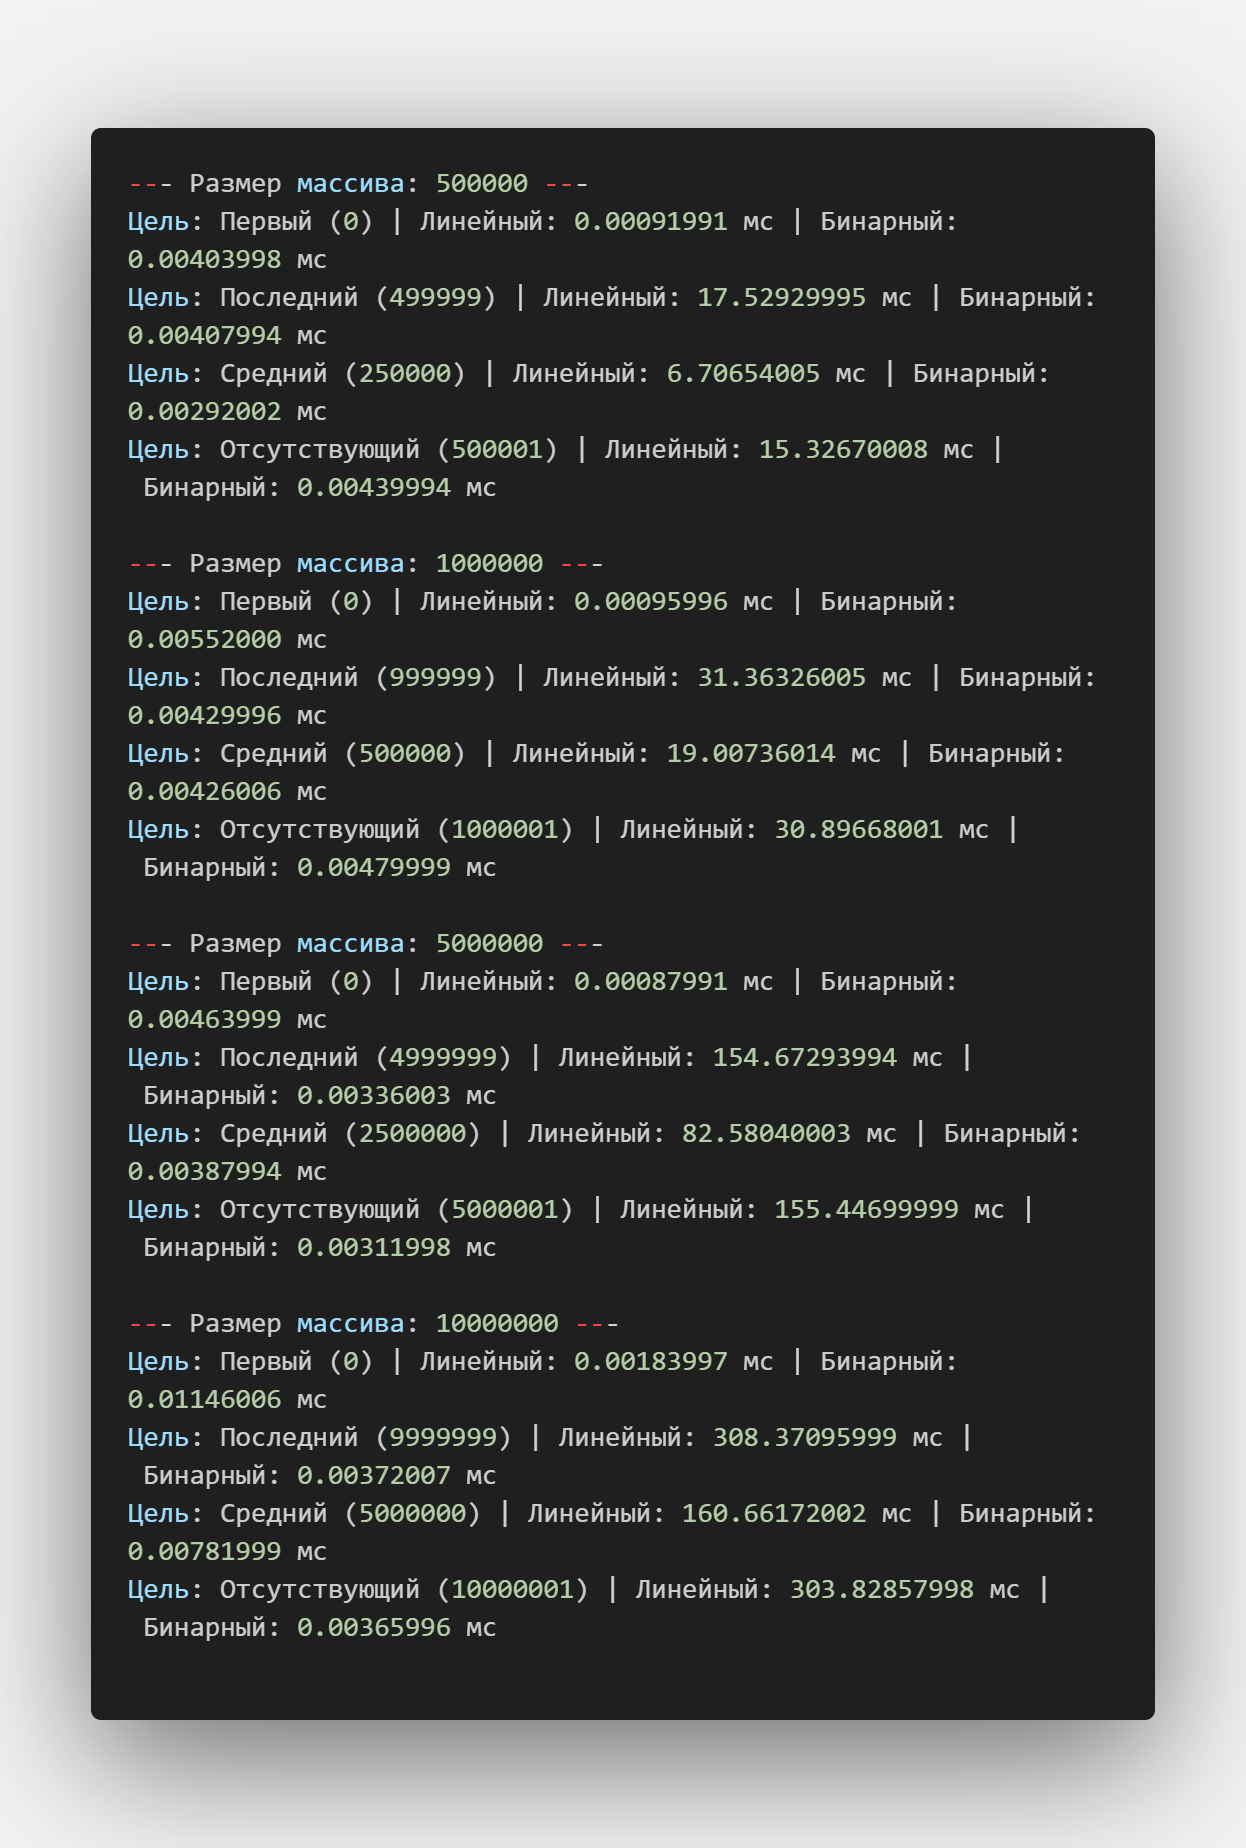 --- Размер массива: 500000 ---
Цель: Первый (0) | Линейный: 0.00091991 мс | Бинарный:
0.00403998 мс
Цель: Последний (499999) | Линейный: 17.52929995 мс | Бинарный:
0.00407994 мс
Цель: Средний (250000) | Линейный: 6.70654005 мс | Бинарный:
0.00292002 мс
Цель: Отсутствующий (500001) | Линейный: 15.32670008 мс |
Бинарный: 0.00439994 мс
--- Размер массива: 1000000 ---
Цель: Первый (0) | Линейный: 0.00095996 мс | Бинарный:
0.00552000 мс
Цель: Последний (999999) | Линейный: 31.36326005 мс | Бинарный:
0.00429996 мс
Цель: Средний (500000) | Линейный: 19.00736014 мс | Бинарный:
0.00426006 мс
Цель: Отсутствующий (1000001) | Линейный: 30.89668001 мс |
Бинарный: 0.00479999 мс
--- Размер массива: 5000000 ---
Цель: Первый (0) | Линейный: 0.00087991 мс | Бинарный:
0.00463999 мс
Цель: Последний (4999999) | Линейный: 154.67293994 мс |
Бинарный: 0.00336003 мс
Цель: Средний (2500000) | Линейный: 82.58040003 мс | Бинарный:
0.00387994 мс
Цель: Отсутствующий (5000001) | Линейный: 155.44699999 мс |
Бинарный: 0.00311998 мс
--- Размер массива: 10000000 ---
Цель: Первый (0) | Линейный: 0.00183997 мс | Бинарный:
0.01146006 мс
Цель: Последний (9999999) | Линейный: 308.37095999 мс |
Бинарный: 0.00372007 мс
Цель: Средний (5000000) | Линейный: 160.66172002 мс | Бинарный:
0.00781999 мс
Цель: Отсутствующий (10000001) | Линейный: 303.82857998 мс |
Бинарный: 0.00365996 мс